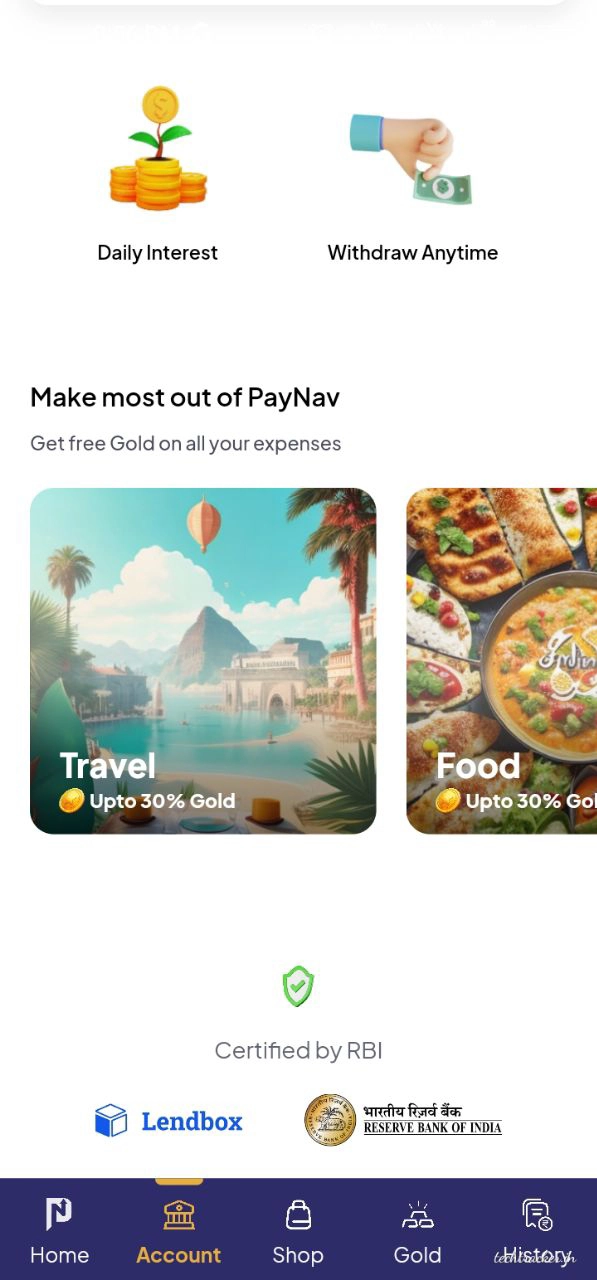 Daily Interest
Withdraw Anytime
Make most out of PayNav
Get free Gold on all your expenses
Travel
Upto 30% Gold
Food
Upto 30% Gol
Certified by RBI
Lendbox
भारतीय रिज़र्व बैंक
RESERVE BANK OF INDIA
Home
Account
Shop
Gold
History